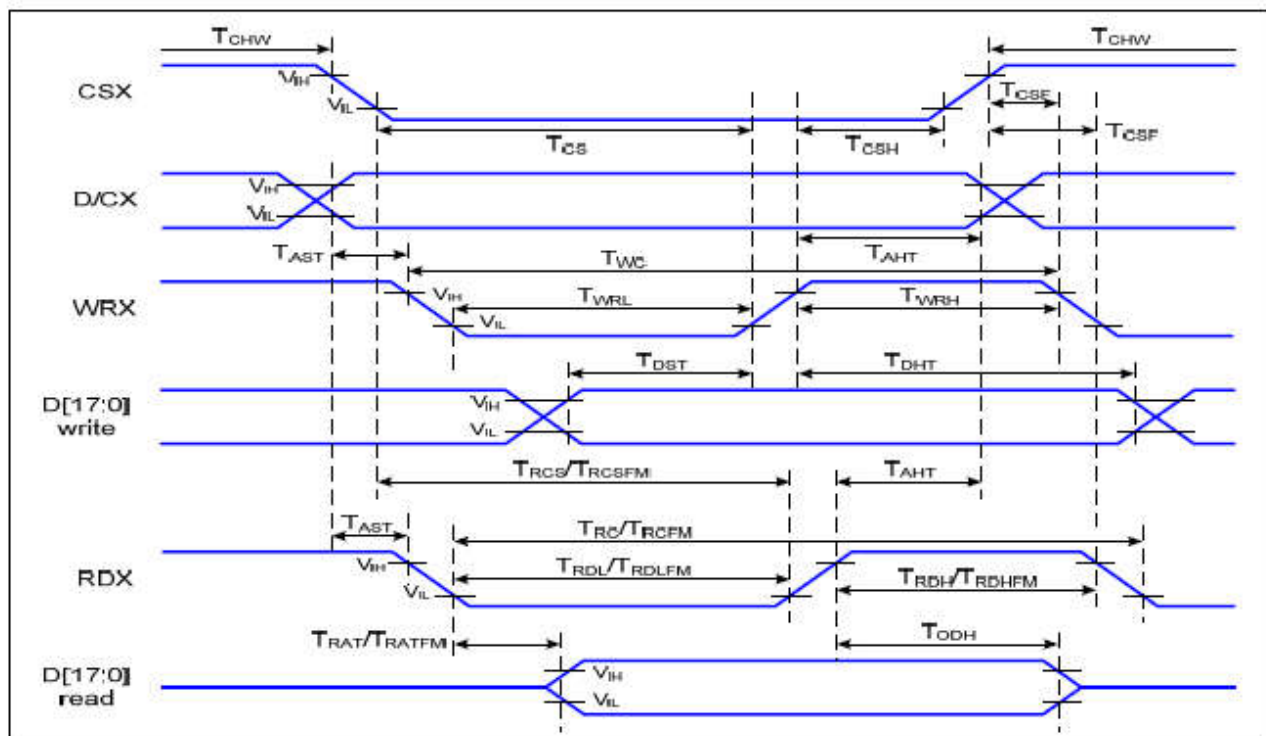 TCHW TCHW
CSX VIH
VIL
TCSF
TCS TCSH TCSF
D/CX VIH
VIL
TAST TWC TAHT
WRX VIH TWRL TWRH
VIL
TDST TDHT
D[17:0] write VIH
VIL
TRCS/TRCSFM TAHT
TAST TRC/TRCFM
RDX VIH TRDL/TRDLFM TRDH/TRDHFM
VIL
TRAT/TRATFM TODH
D[17:0] read VIH
VIL